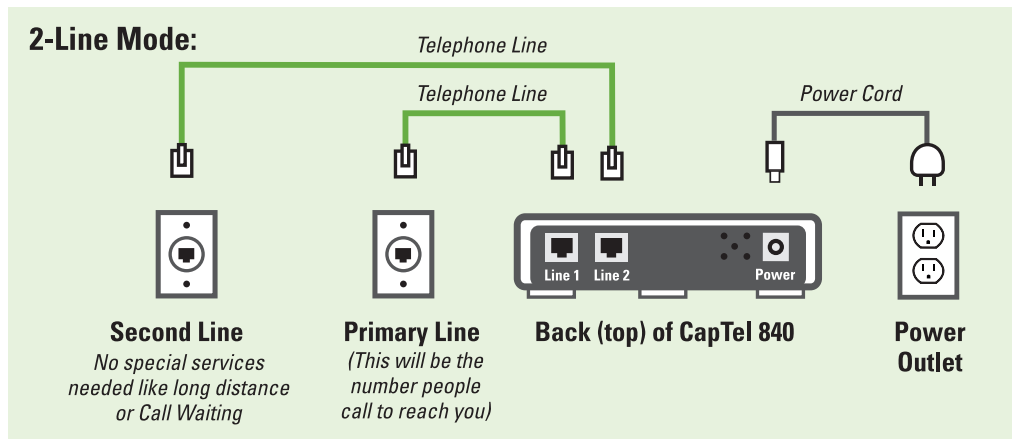 2-Line Mode:
Telephone Line
Telephone Line
Power Cord
Line 1
Line 2
Power
Second Line
No special services
needed like long distance
or Call Waiting
Primary Line
(This will be the
number people
call to reach you)
Back (top) of CapTel 840
Power
Outlet